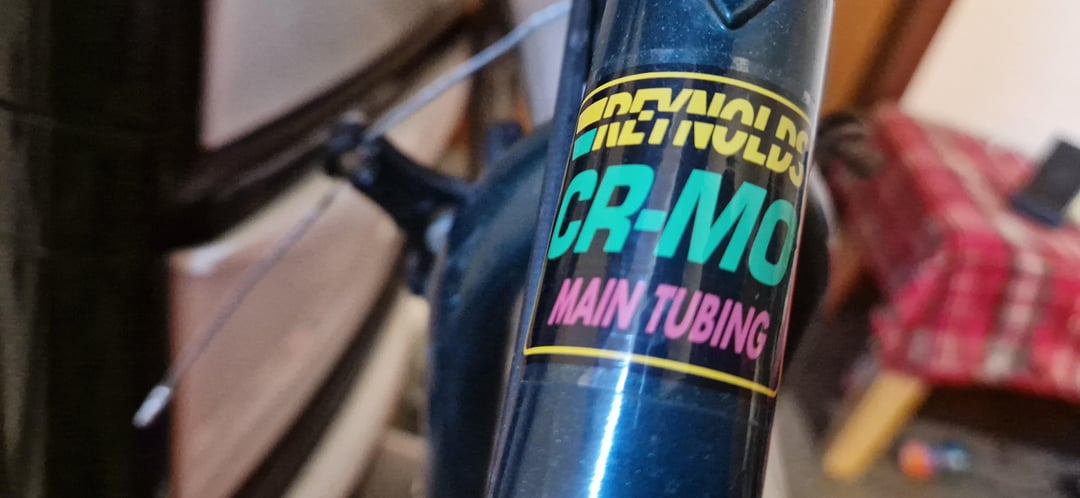 REYNOLDS
CR-MO
MAIN TUBING